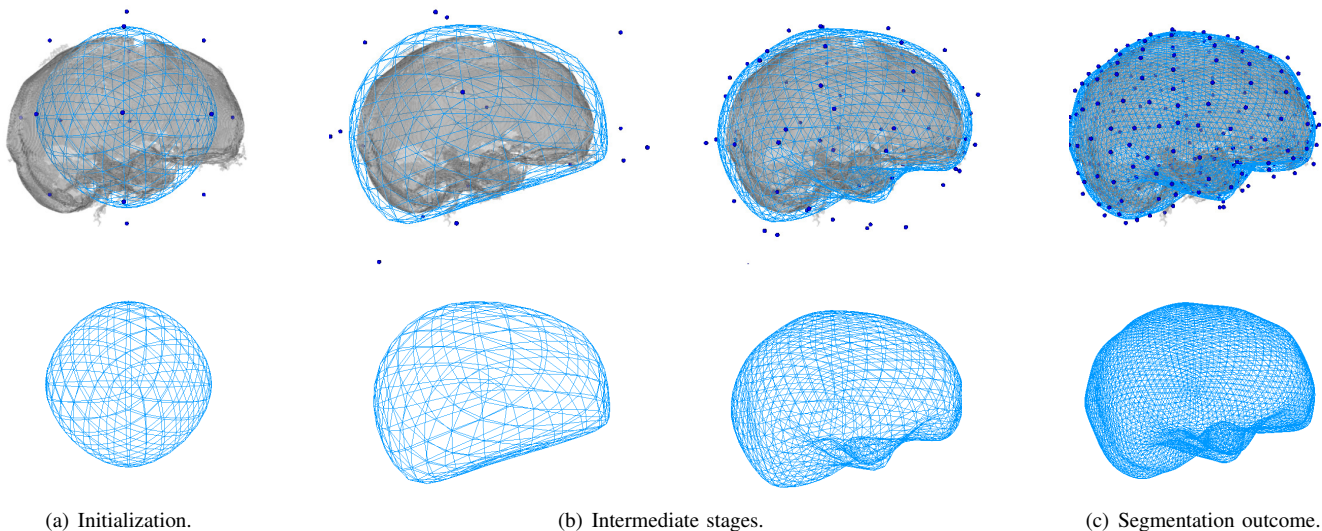 (a) Initialization.
(b) Intermediate stages.
(c) Segmentation outcome.